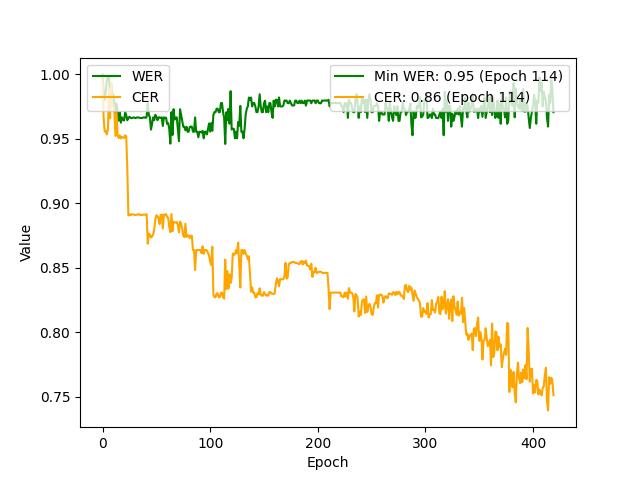 WER
CER
Min WER: 0.95 (Epoch 114)
CER: 0.86 (Epoch 114)
1.00
0.95
0.90
0.85
0.80
0.75
Value
0 100 200 300 400
Epoch